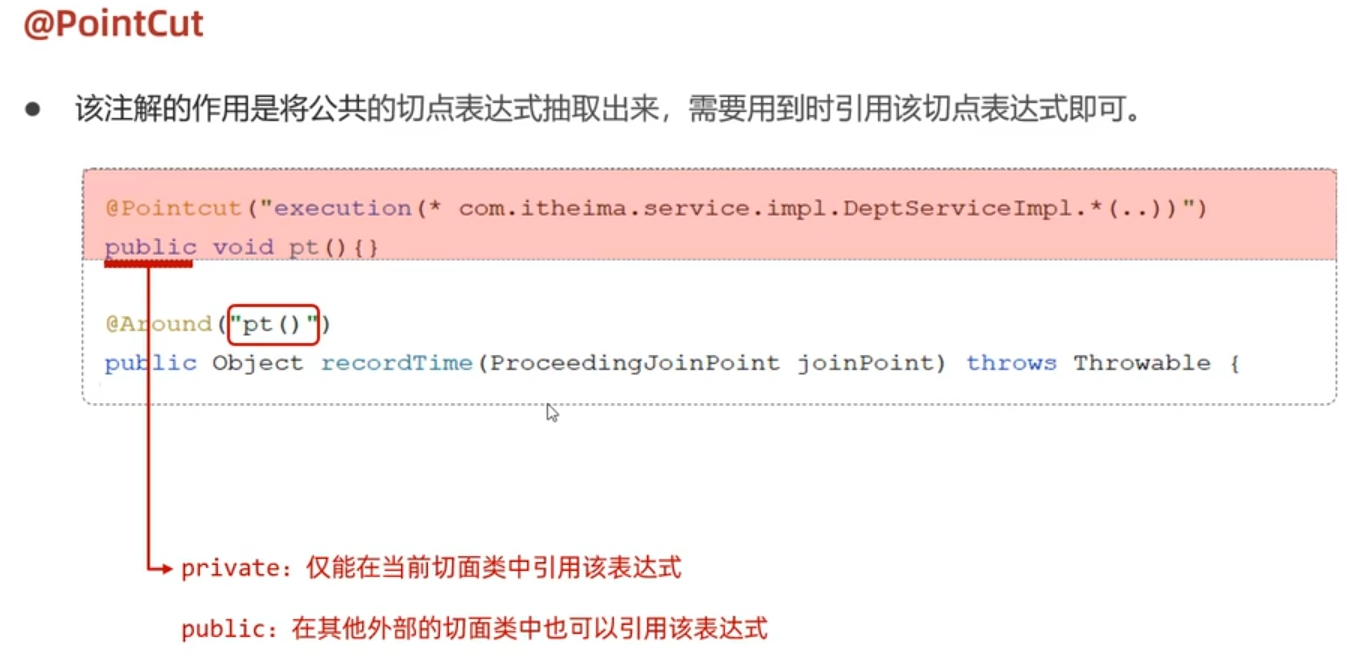 @PointCut
● 该注解的作用是将公共的切点表达式抽取出来，需要用到时引用该切点表达式即可。
@Pointcut("execution(* com.itheima.service.impl.DeptServiceImpl.*(..))")
public void pt(){}
@Around("pt()")
public Object recordTime(ProceedingJoinPoint joinPoint) throws Throwable {
private：仅能在当前切面类中引用该表达式
public：在其他外部的切面类中也可以引用该表达式